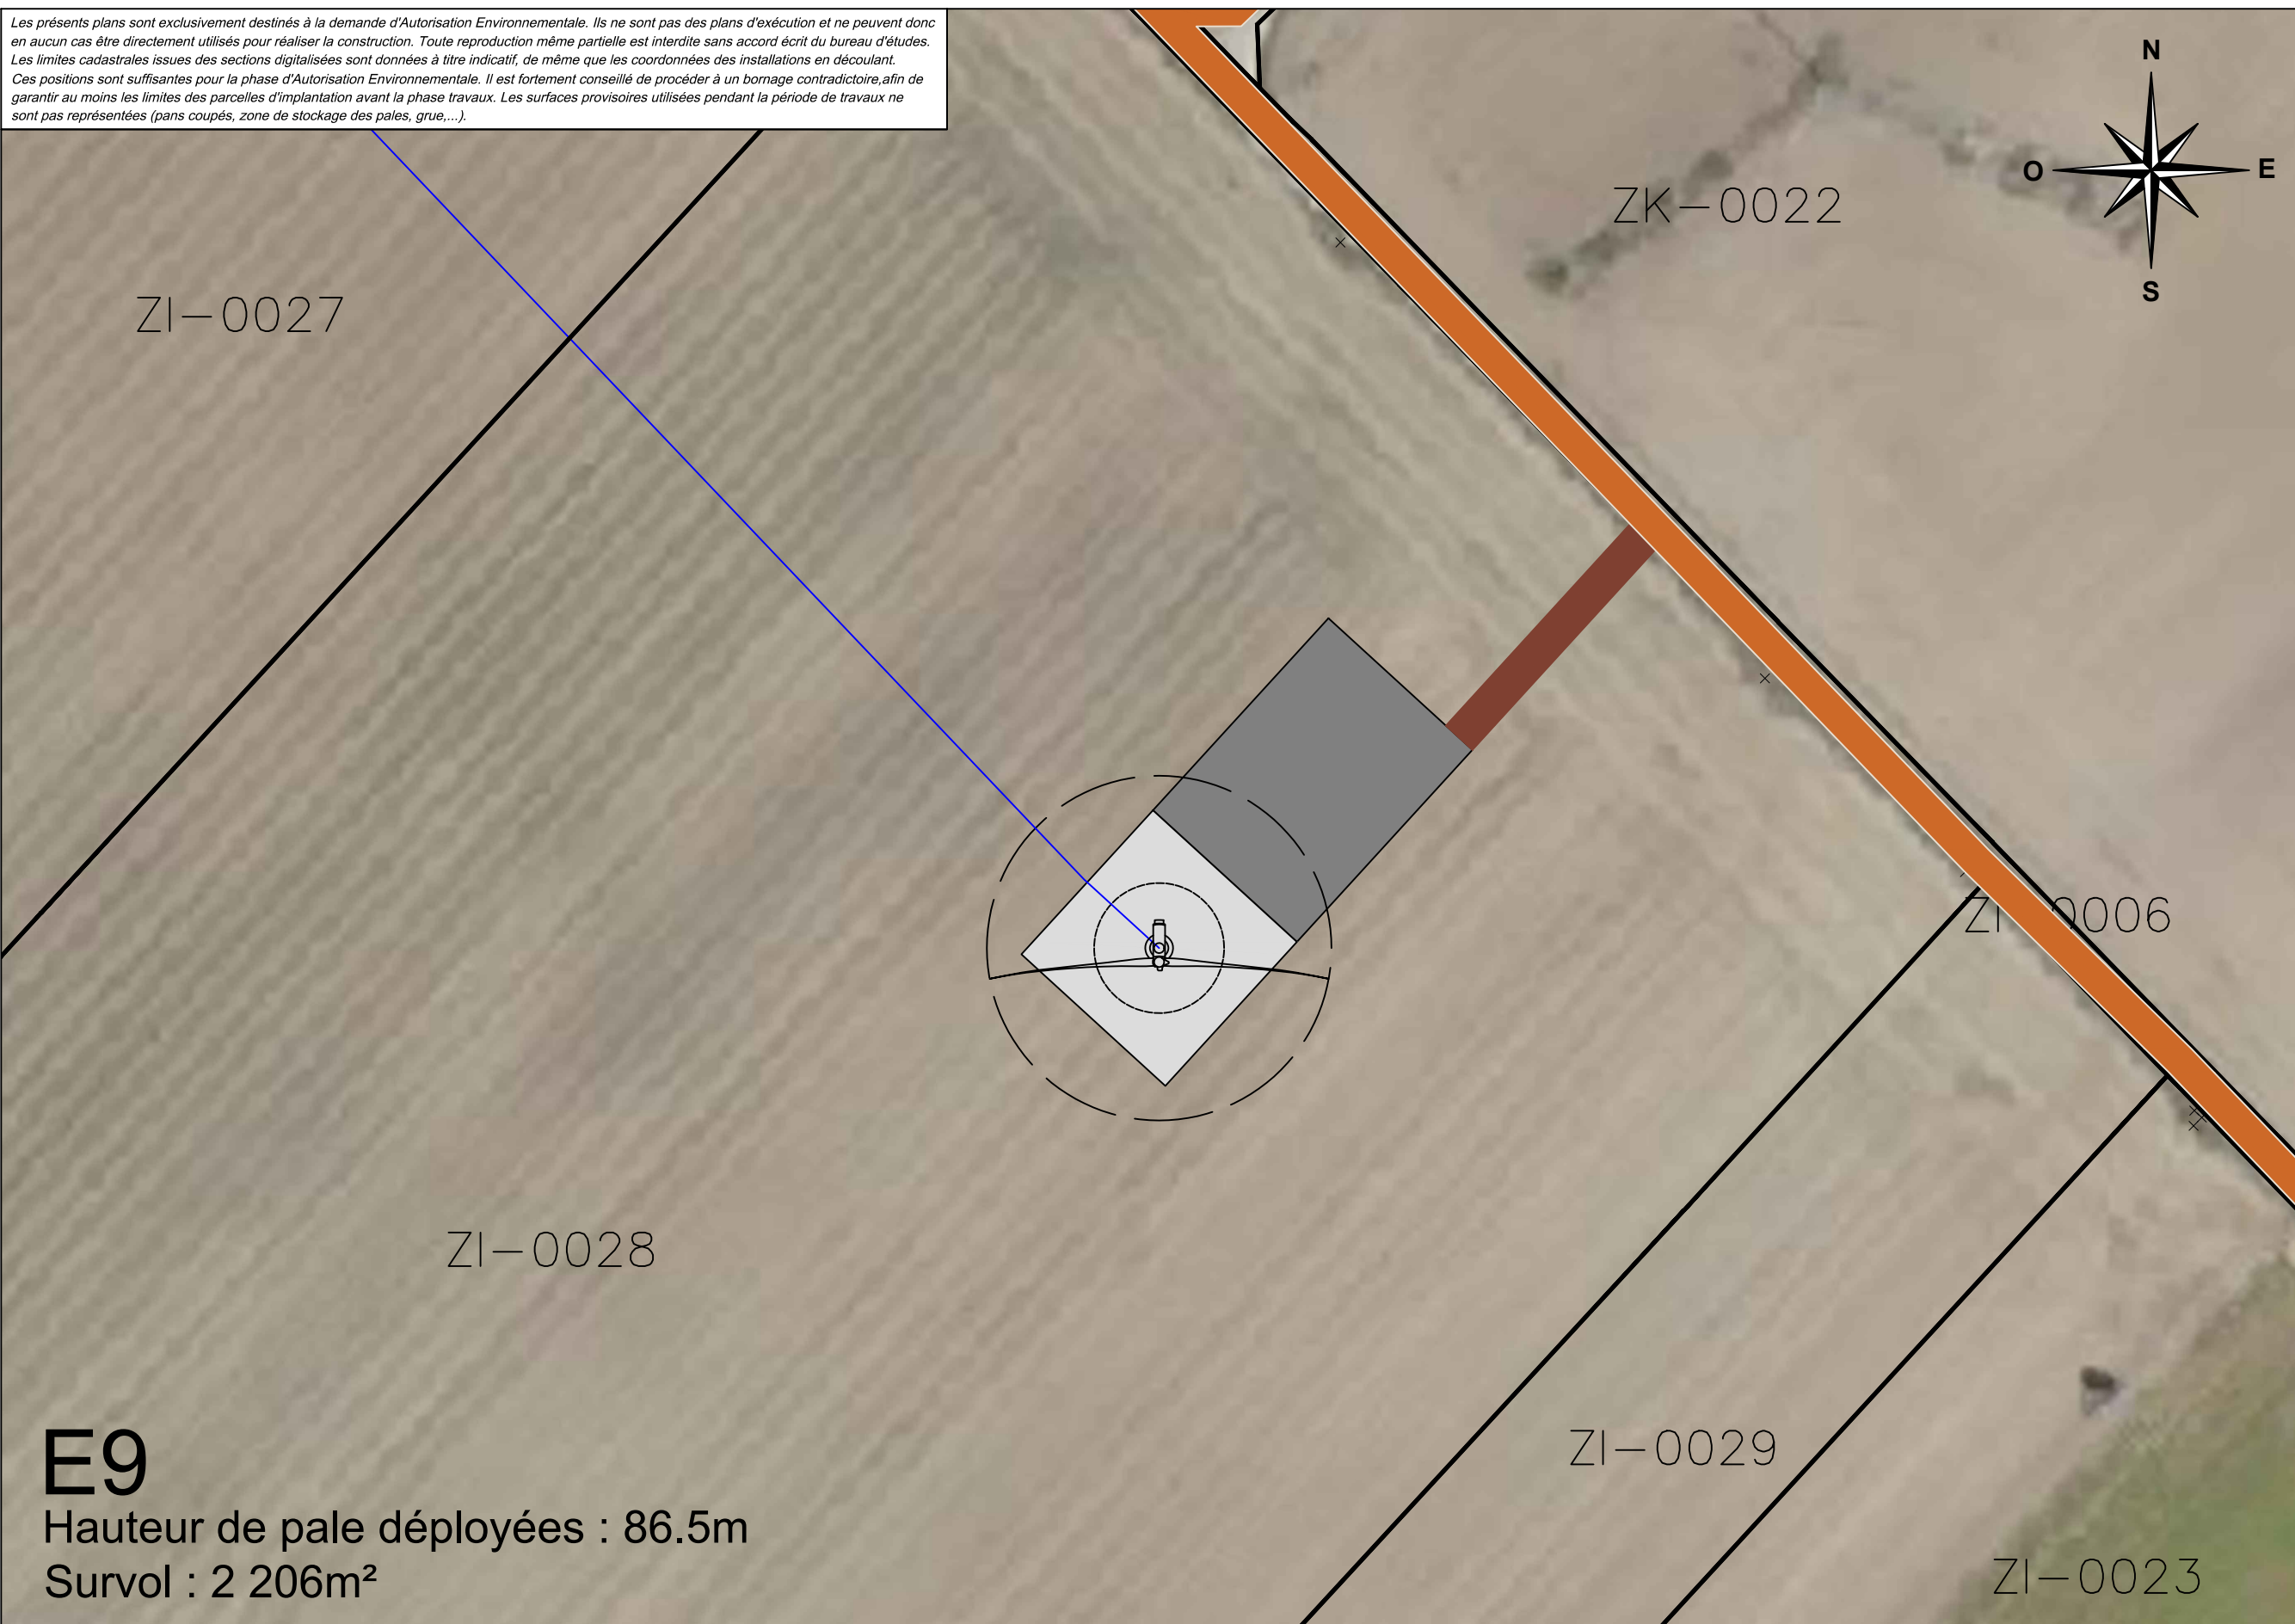 Les présents plans sont exclusivement destinés à la demande d'Autorisation Environnementale. Ils ne sont pas des plans d'exécution et ne peuvent donc
en aucun cas être directement utilisés pour réaliser la construction. Toute reproduction même partielle est interdite sans accord écrit du bureau d'études.
Les limites cadastrales issues des sections digitalisées sont données à titre indicatif, de même que les coordonnées des installations en découlant.
Ces positions sont suffisantes pour la phase d'Autorisation Environnementale. Il est fortement conseillé de procéder à un bornage contradictoire,afin de
garantir au moins les limites des parcelles d'implantation avant la phase travaux. Les surfaces provisoires utilisées pendant la période de travaux ne
sont pas représentées (pans coupés, zone de stockage des pales, grue,...).
N
O
E
S
ZK-0022
ZI-0027
0006
ZI-0028
ZI-0029
ZI-0023
E9
Hauteur de pale déployées : 86.5m
Survol : 2 206m²